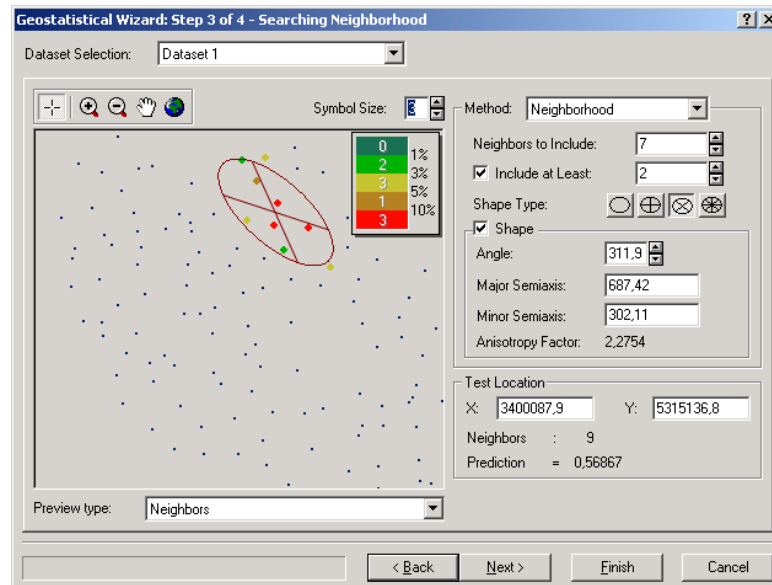 Geostatistical Wizard: Step 3 of 4 - Searching Neighborhood
Dataset Selection: Dataset 1
Symbol Size: 3
0
2
3
1
3
1%
3%
5%
10%
Method: Neighborhood
Neighbors to Include: 7
Include at Least: 2
Shape Type:
Shape
Angle: 311,9
Major Semiaxis: 687,42
Minor Semiaxis: 302,11
Anisotropy Factor: 2,2754
Test Location
X: 3400087,9 Y: 5315136,8
Neighbors : 9
Prediction = 0,56867
Preview type: Neighbors
< Back Next > Finish Cancel